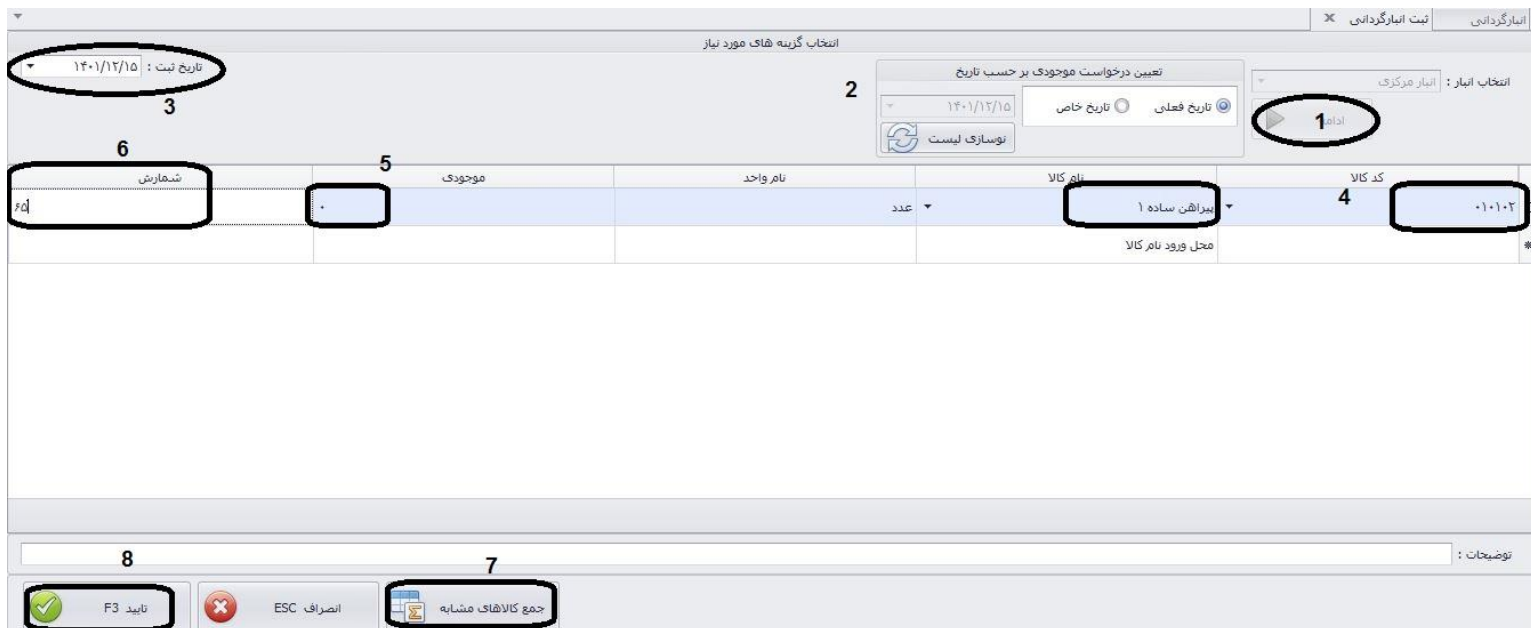 انبارگردانی
ثبت انبارگردانی x
انتخاب گزینه های مورد نیاز
انتخاب انبار : انبار مرکزی
1
تعیین درخواست موجودی بر حسب تاریخ
2
تاریخ فعلی تاریخ خاص ۱۴۰۱/۱۲/۱۵
نوسازی لیست
تاریخ ثبت : ۱۴۰۱/۱۲/۱۵
3
5
6
کد کالا نام کالا نام واحد موجودی شمارش
4
۰۱۰۱۰۲ پیراهن ساده ۱ عدد ۰ ۶۵
محل ورود نام کالا
توضیحات :
7
8
جمع کالاهای مشابه
انصراف ESC
تایید F3